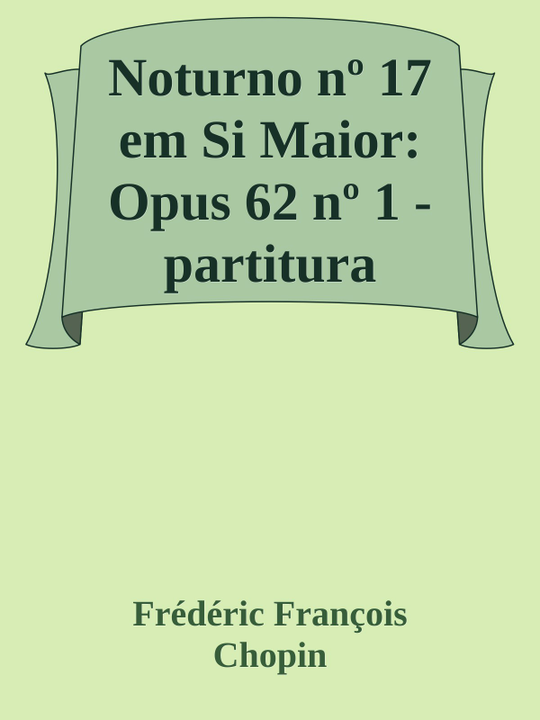 Noturno nº 17
em Si Maior:
Opus 62 nº 1 -
partitura
Frédéric François
Chopin